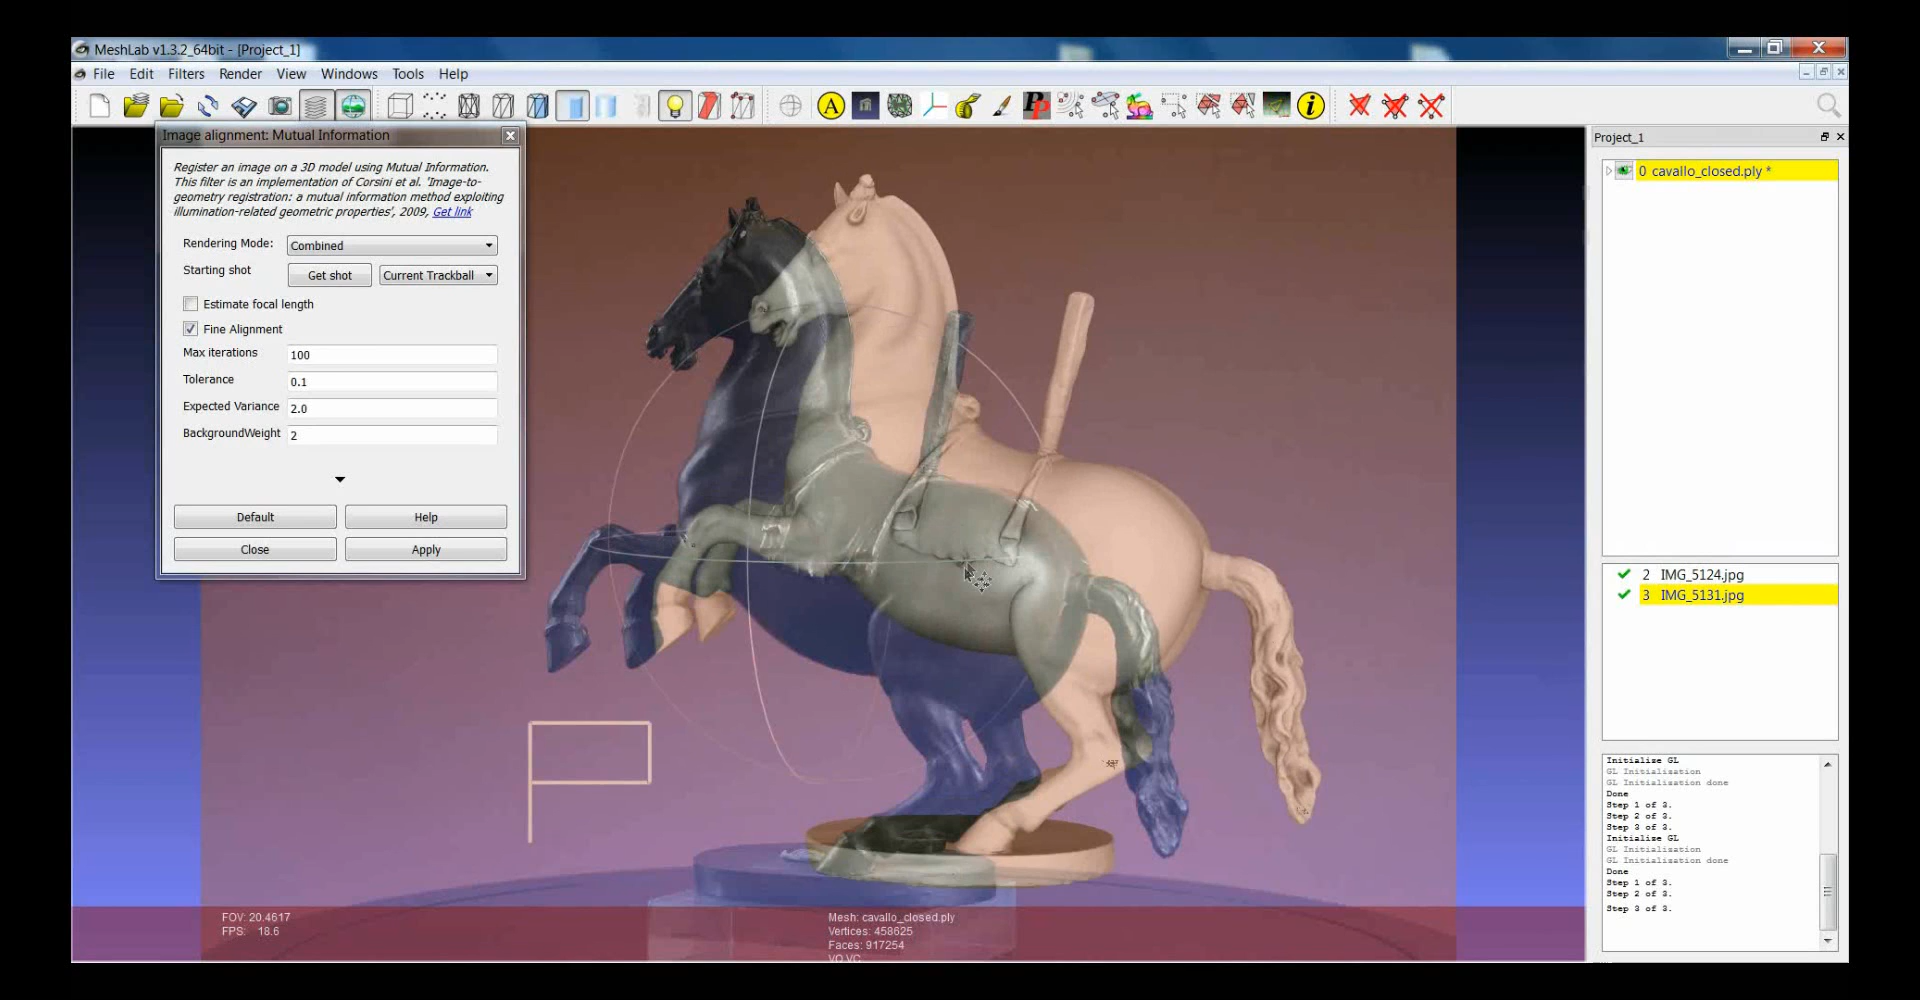 MeshLab v1.3.2_64bit - [Project_1]
File Edit Filters Render View Windows Tools Help
A
Pp
i
Image alignment: Mutual Information
Register an image on a 3D model using Mutual Information.
This filter is an implementation of Corsini et al. 'Image-to-
geometry registration: a mutual information method exploiting
illumination-related geometric properties', 2009, Get link
Rendering Mode: Combined
Starting shot Get shot Current Trackball
Estimate focal length
Fine Alignment
Max iterations 100
Tolerance 0.1
Expected Variance 2.0
BackgroundWeight 2
Default Help
Close Apply
Project_1
0 cavallo_closed.ply *
2 IMG_5124.jpg
3 IMG_5131.jpg
Initialize GL
GL Initialization
GL Initialization done
Done
Step 1 of 3.
Step 2 of 3.
Step 3 of 3.
Initialize GL
GL Initialization
GL Initialization done
Done
Step 1 of 3.
Step 2 of 3.
Step 3 of 3.
FOV: 20.4617
FPS: 18.6
Mesh: cavallo_closed.ply
Vertices: 458625
Faces: 917254
VQ VC